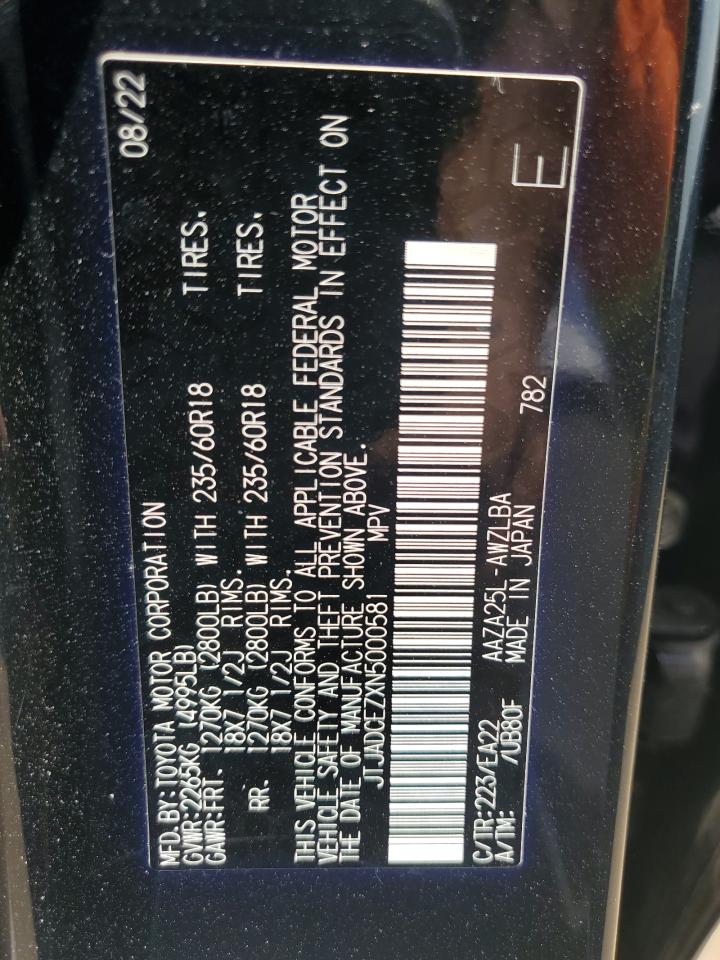 MFD.BY:TOYOTA MOTOR CORPORATION 08/22
GVWR:2265KG (4995LB)
GAWR:FRT. 1270KG (2800LB) WITH 235/60R18 TIRES.
18X7 1/2J RIMS.
RR. 1270KG (2800LB) WITH 235/60R18 TIRES.
18X7 1/2J RIMS.
THIS VEHICLE CONFORMS TO ALL APPLICABLE FEDERAL MOTOR
VEHICLE SAFETY AND THEFT PREVENTION STANDARDS IN EFFECT ON
THE DATE OF MANUFACTURE SHOWN ABOVE.
JTJADCEZXN5000581 MPV
C/TR:223/EA22 AAZA25L-AWZLBA
A/TM: /UB80F MADE IN JAPAN 782
E